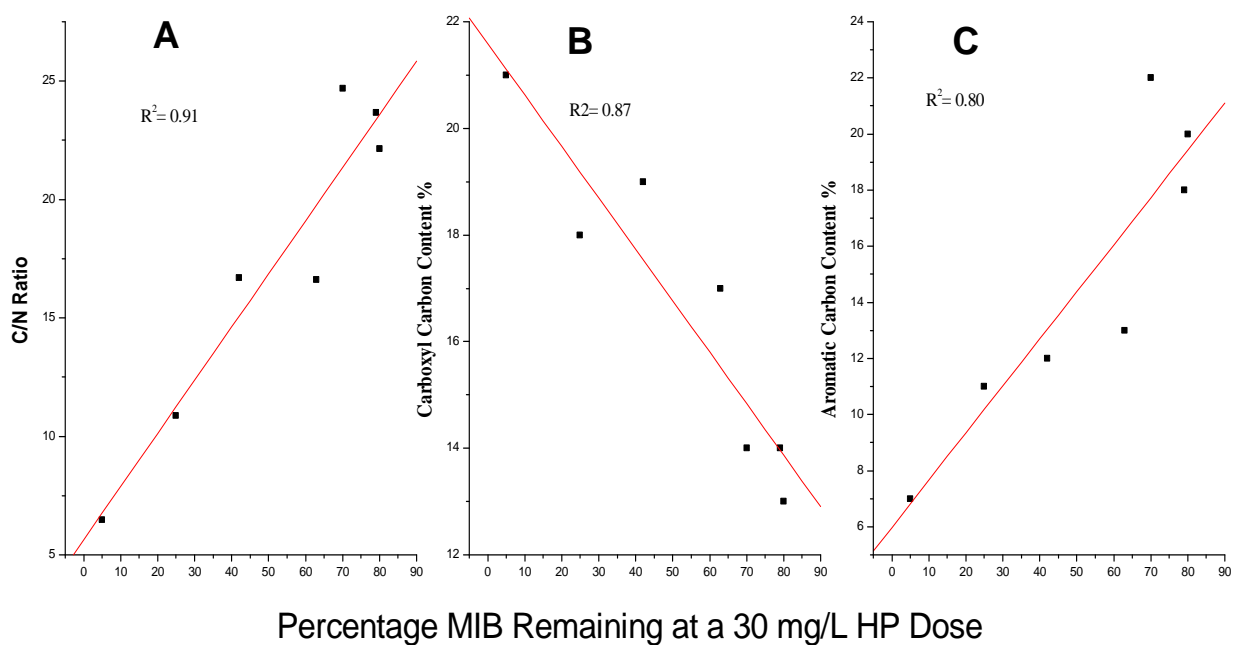 A
R²= 0.91
C/N Ratio
25
20
15
10
5
0 10 20 30 40 50 60 70 80 90
B
R2= 0.87
Carboxyl Carbon Content %
22
20
18
16
14
12
0 10 20 30 40 50 60 70 80 90
C
R²= 0.80
Aromatic Carbon Content %
24
22
20
18
16
14
12
10
8
6
0 10 20 30 40 50 60 70 80 90
Percentage MIB Remaining at a 30 mg/L HP Dose